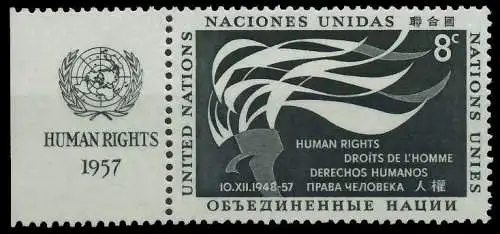 HUMAN RIGHTS
1957
NACIONES UNIDAS 聯合國
8c
UNITED NATIONS
NATIONS UNIES
HUMAN RIGHTS
DROITS DE L'HOMME
DERECHOS HUMANOS
10.XII.1948-57 ПРАВА ЧЕЛОВЕКА 人權
ОБЪЕДИНЕННЫЕ НАЦИИ